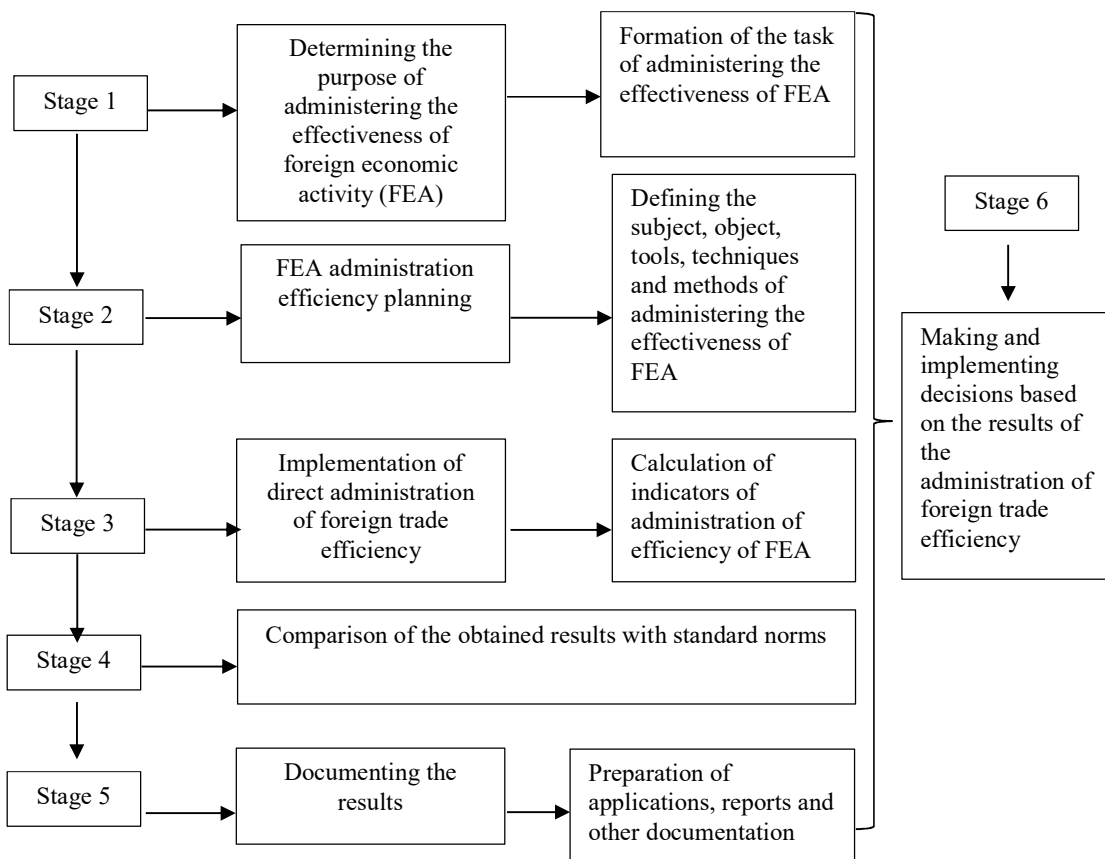 Stage 1
Determining the
purpose of
administering the
effectiveness of
foreign economic
activity (FEA)
Formation of the task
of administering the
effectiveness of FEA
Stage 2
FEA administration
efficiency planning
Defining the
subject, object,
tools, techniques
and methods of
administering the
effectiveness of
FEA
Stage 3
Implementation of
direct administration
of foreign trade
efficiency
Calculation of
indicators of
administration of
efficiency of FEA
Stage 4
Comparison of the obtained results with standard norms
Stage 5
Documenting the
results
Preparation of
applications, reports and
other documentation
Stage 6
Making and
implementing
decisions based
on the results of
the
administration of
foreign trade
efficiency